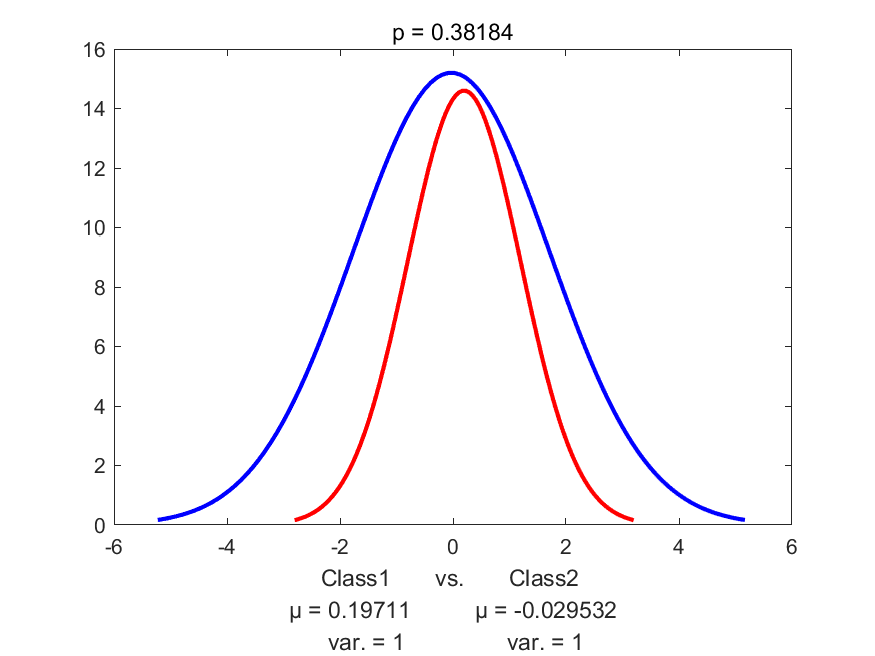 p = 0.38184
16
14
12
10
8
6
4
2
0
-6 -4 -2 0 2 4 6
Class1 vs. Class2
μ = 0.19711 μ = -0.029532
var. = 1 var. = 1